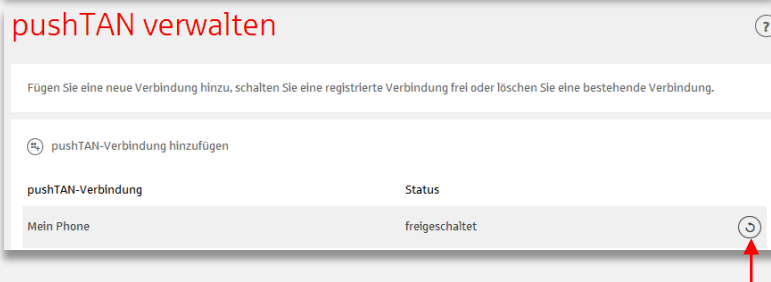 pushTAN verwalten
?
Fügen Sie eine neue Verbindung hinzu, schalten Sie eine registrierte Verbindung frei oder löschen Sie eine bestehende Verbindung.
pushTAN-Verbindung hinzufügen
pushTAN-Verbindung Status
Mein Phone freigeschaltet